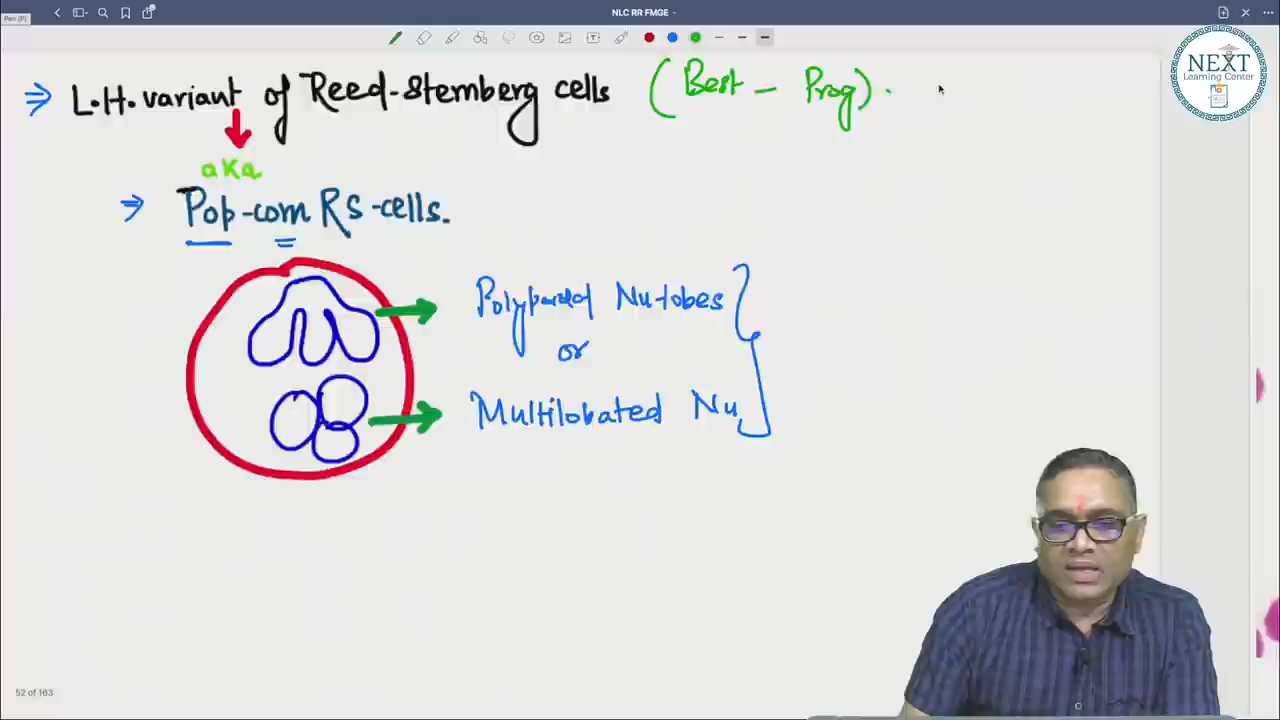 Pen (P)
NLC RR FMGE
NEXT
Learning Center
⇒ L.H. variant of Reed-Sternberg cells (Best - Prog).
aKa
⇒ Pop-corn RS-cells.
Nu-lobes
or
Multilobated Nu
52 of 163